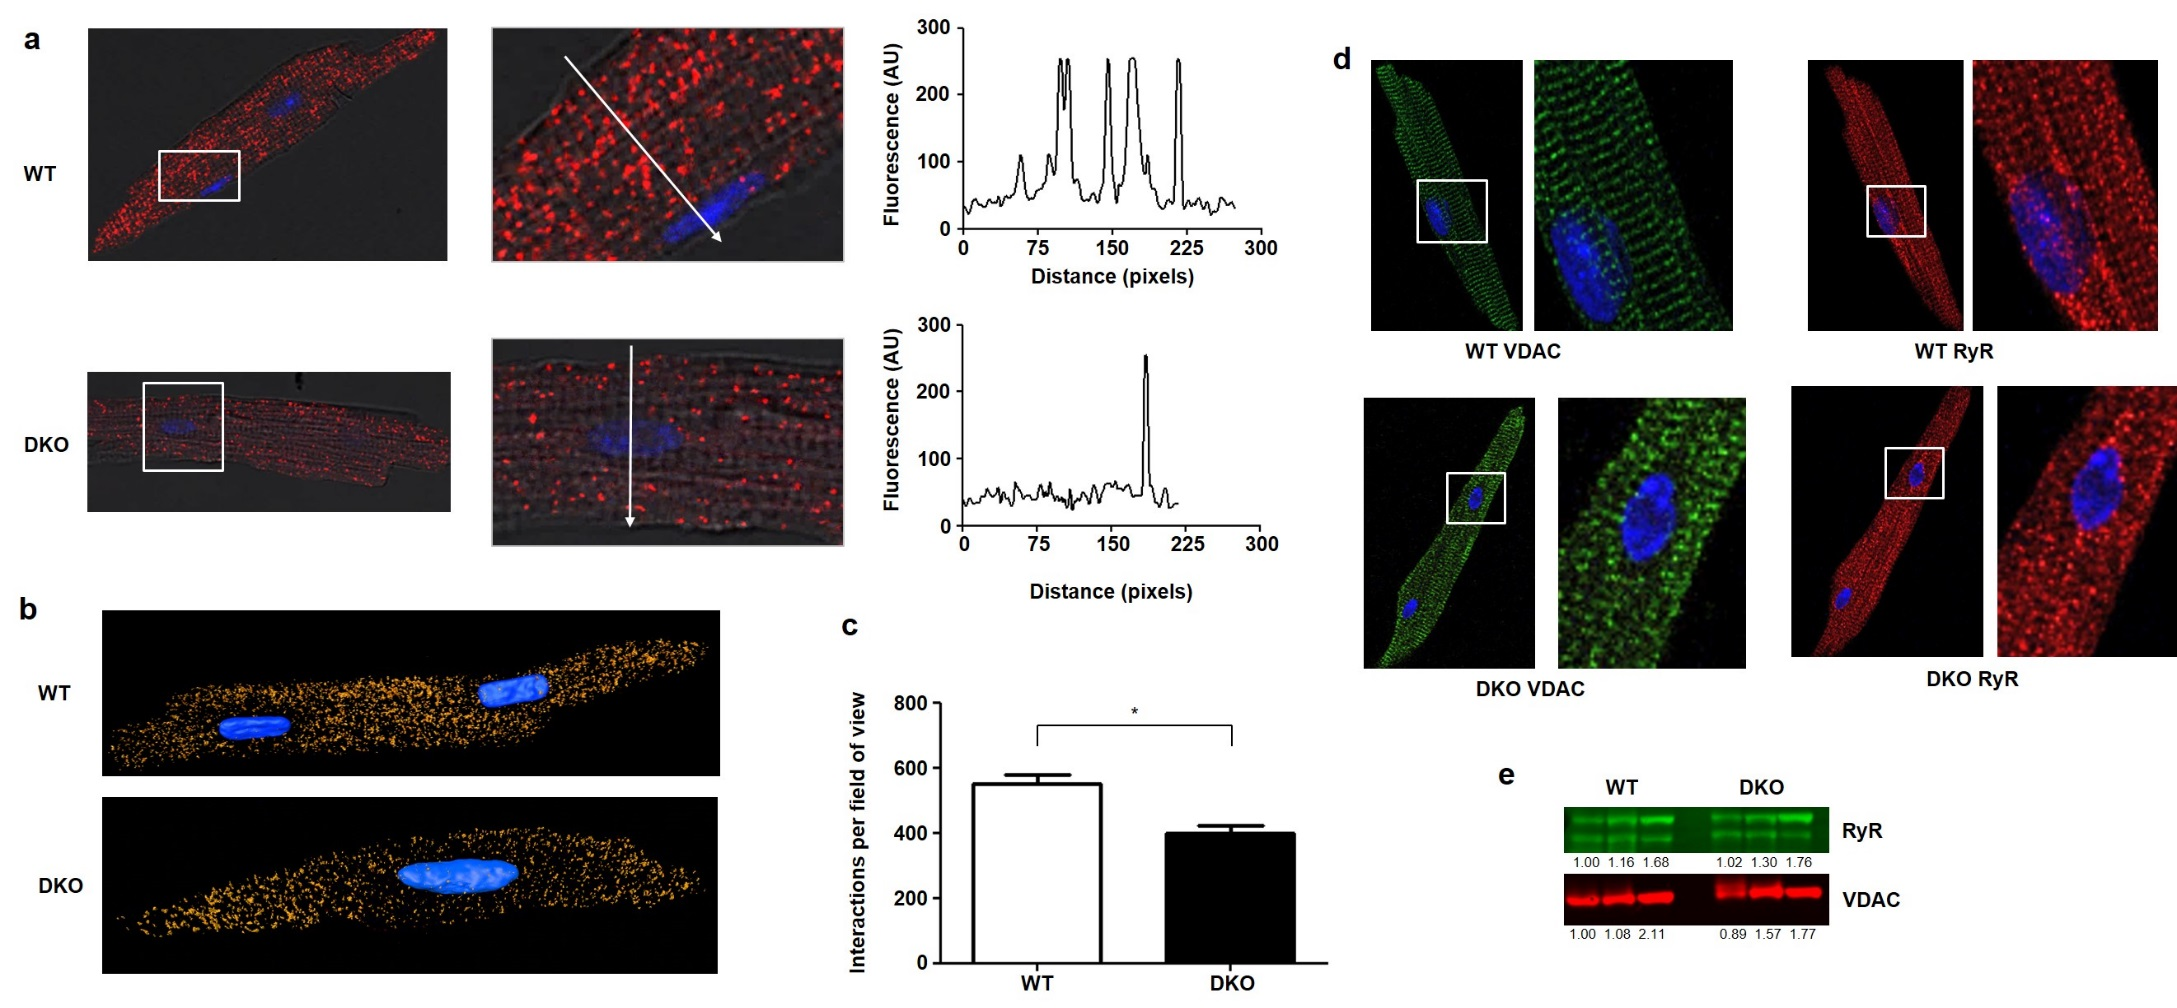 a
WT
300
200
100
0
Fluorescence (AU)
0 75 150 225 300
Distance (pixels)
DKO
300
200
100
0
Fluorescence (AU)
0 75 150 225 300
Distance (pixels)
b
WT
DKO
c
Interactions per field of view
800
600
400
200
0
*
WT DKO
d
WT VDAC
WT RyR
DKO VDAC
DKO RyR
e
WT DKO
RyR
1.00 1.16 1.68 1.02 1.30 1.76
VDAC
1.00 1.08 2.11 0.89 1.57 1.77